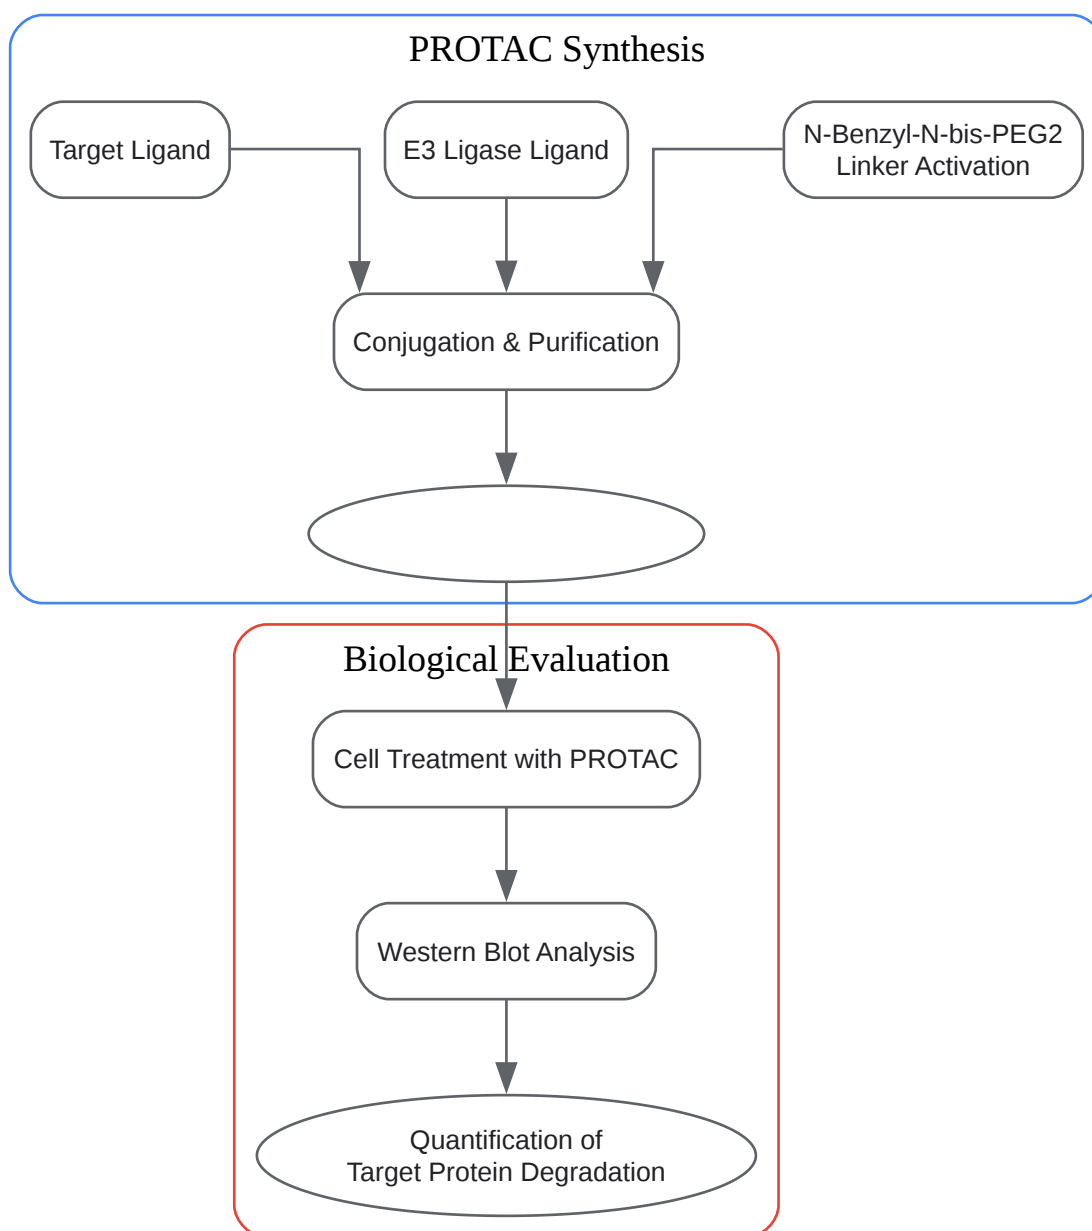 PROTAC Synthesis
Target Ligand
E3 Ligase Ligand
N-Benzyl-N-bis-PEG2
Linker Activation
Conjugation & Purification
Biological Evaluation
Cell Treatment with PROTAC
Western Blot Analysis
Quantification of
Target Protein Degradation